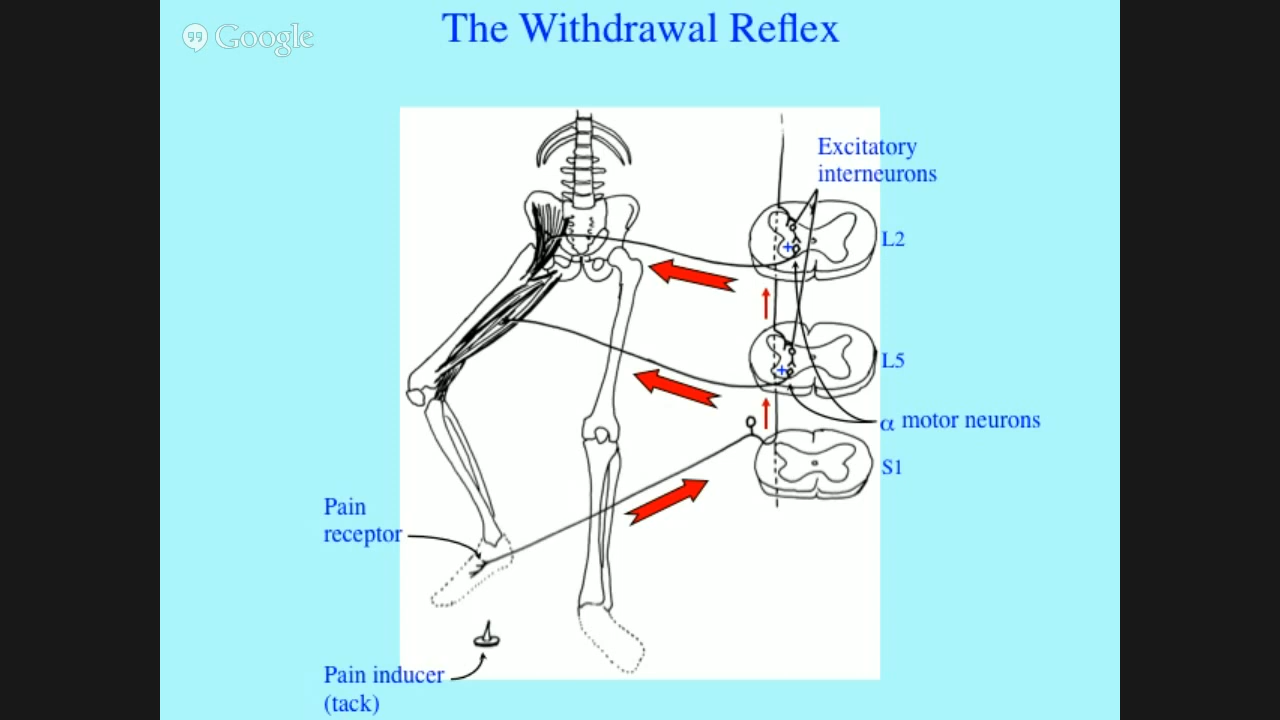 Google
The Withdrawal Reflex
Excitatory
interneurons
L2
L5
α motor neurons
S1
Pain
receptor
Pain inducer
(tack)
+
+